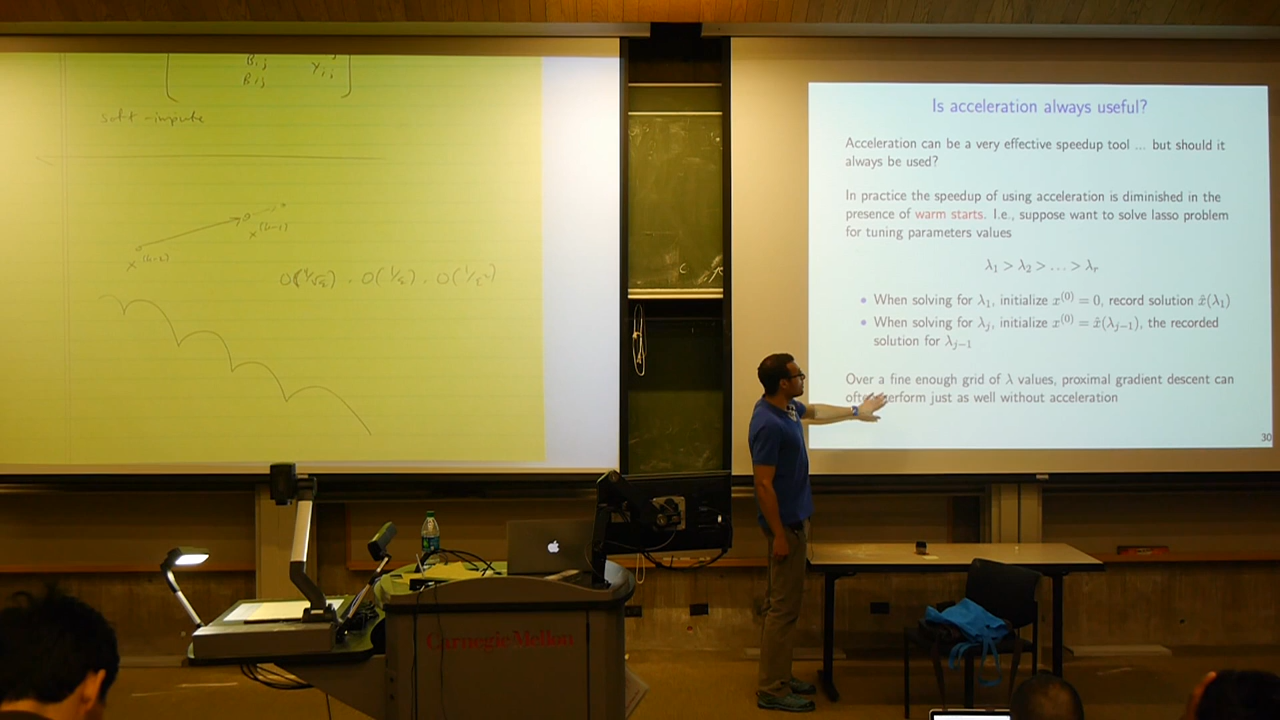 B i j
B i j
Y i j
soft-impute
x^(k-2)
x^(k-1)
O(1/√ε) . O(1/ε) . O(1/ε²)
Is acceleration always useful?
Acceleration can be a very effective speedup tool ... but should it
always be used?
In practice the speedup of using acceleration is diminished in the
presence of warm starts. I.e., suppose want to solve lasso problem
for tuning parameters values
λ₁ > λ₂ > ... > λᵣ
• When solving for λ₁, initialize x^(0) = 0, record solution x̂(λ₁)
• When solving for λⱼ, initialize x^(0) = x̂(λⱼ₋₁), the recorded
solution for λⱼ₋₁
Over a fine enough grid of λ values, proximal gradient descent can
perform just as well without acceleration
30
Carnegie Mellon